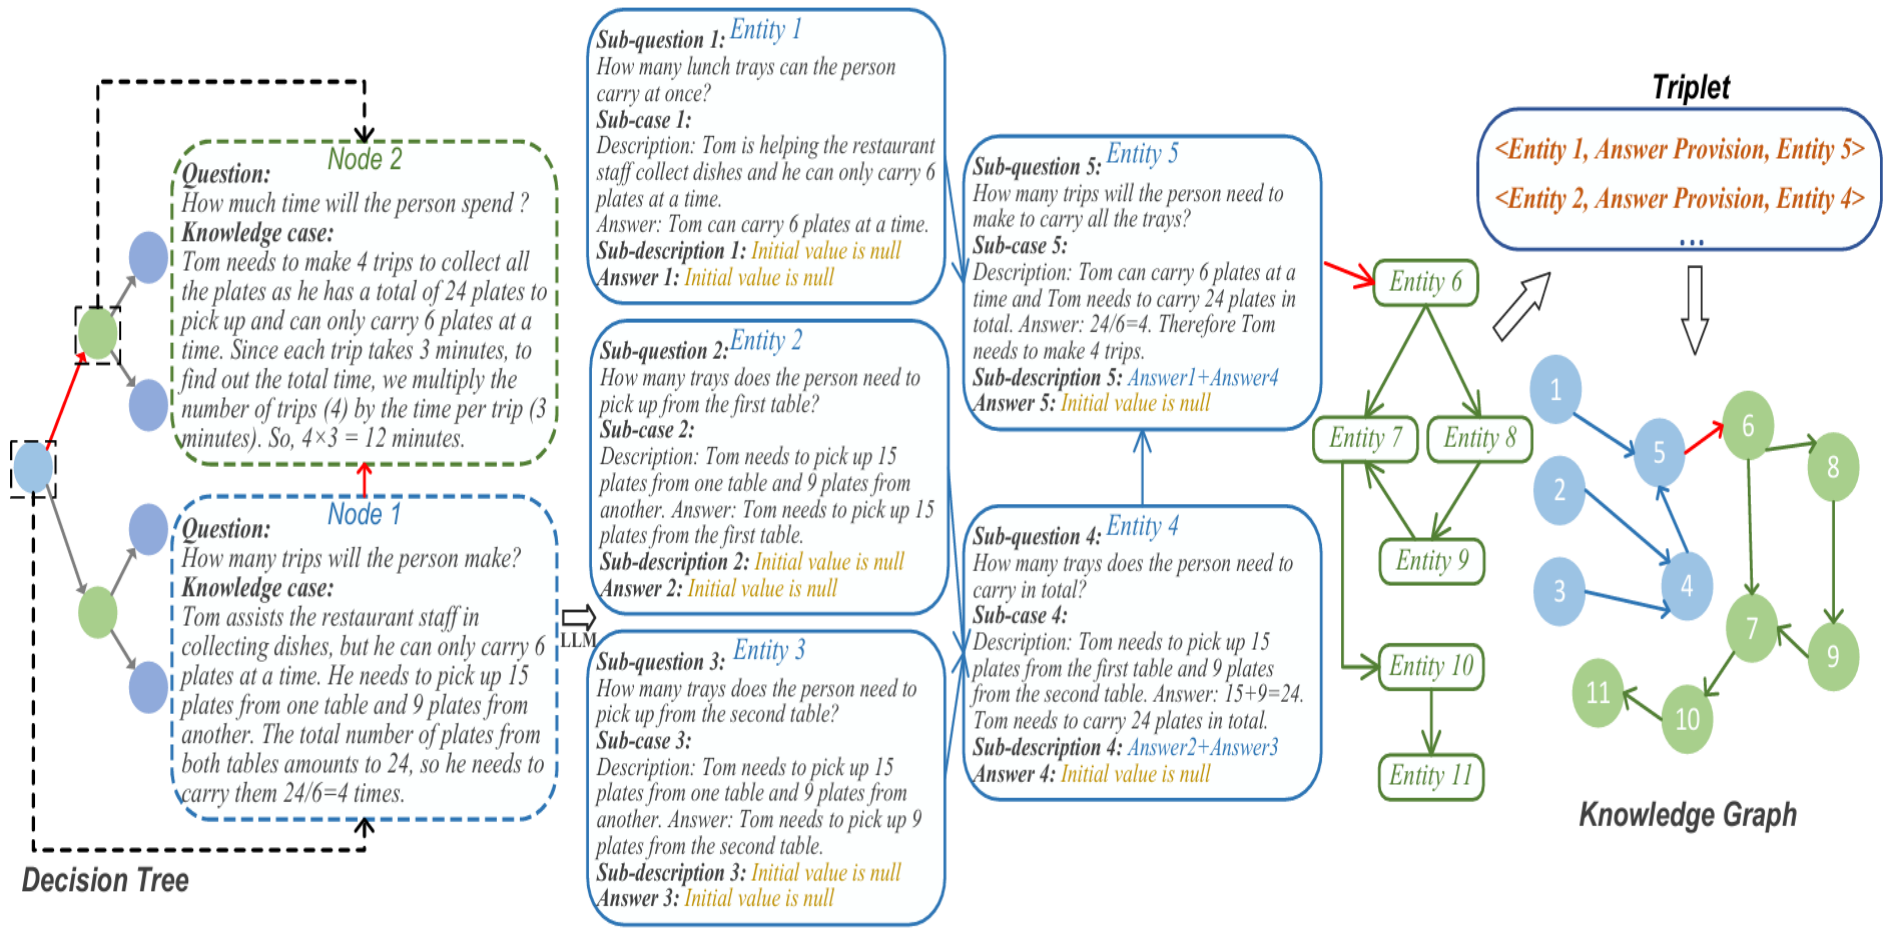 Node 2
Question:
How much time will the person spend ?
Knowledge case:
Tom needs to make 4 trips to collect all
the plates as he has a total of 24 plates to
pick up and can only carry 6 plates at a
time. Since each trip takes 3 minutes, to
find out the total time, we multiply the
number of trips (4) by the time per trip (3
minutes). So, 4×3 = 12 minutes.
Node 1
Question:
How many trips will the person make?
Knowledge case:
Tom assists the restaurant staff in
collecting dishes, but he can only carry 6
plates at a time. He needs to pick up 15
plates from one table and 9 plates from
another. The total number of plates from
both tables amounts to 24, so he needs to
carry them 24/6=4 times.
Decision Tree
LLM
Sub-question 1: Entity 1
How many lunch trays can the person
carry at once?
Sub-case 1:
Description: Tom is helping the restaurant
staff collect dishes and he can only carry 6
plates at a time.
Answer: Tom can carry 6 plates at a time.
Sub-description 1: Initial value is null
Answer 1: Initial value is null
Sub-question 2: Entity 2
How many trays does the person need to
pick up from the first table?
Sub-case 2:
Description: Tom needs to pick up 15
plates from one table and 9 plates from
another. Answer: Tom needs to pick up 15
plates from the first table.
Sub-description 2: Initial value is null
Answer 2: Initial value is null
Sub-question 3: Entity 3
How many trays does the person need to
pick up from the second table?
Sub-case 3:
Description: Tom needs to pick up 15
plates from one table and 9 plates from
another. Answer: Tom needs to pick up 9
plates from the second table.
Sub-description 3: Initial value is null
Answer 3: Initial value is null
Sub-question 5: Entity 5
How many trips will the person need to
make to carry all the trays?
Sub-case 5:
Description: Tom can carry 6 plates at a
time and Tom needs to carry 24 plates in
total. Answer: 24/6=4. Therefore Tom
needs to make 4 trips.
Sub-description 5: Answer1+Answer4
Answer 5: Initial value is null
Sub-question 4: Entity 4
How many trays does the person need to
carry in total?
Sub-case 4:
Description: Tom needs to pick up 15
plates from the first table and 9 plates
from the second table. Answer: 15+9=24.
Tom needs to carry 24 plates in total.
Sub-description 4: Answer2+Answer3
Answer 4: Initial value is null
Entity 6
Entity 7
Entity 8
Entity 9
Entity 10
Entity 11
Triplet
<Entity 1, Answer Provision, Entity 5>
<Entity 2, Answer Provision, Entity 4>
...
1
2
3
4
5
6
7
8
9
10
11
Knowledge Graph